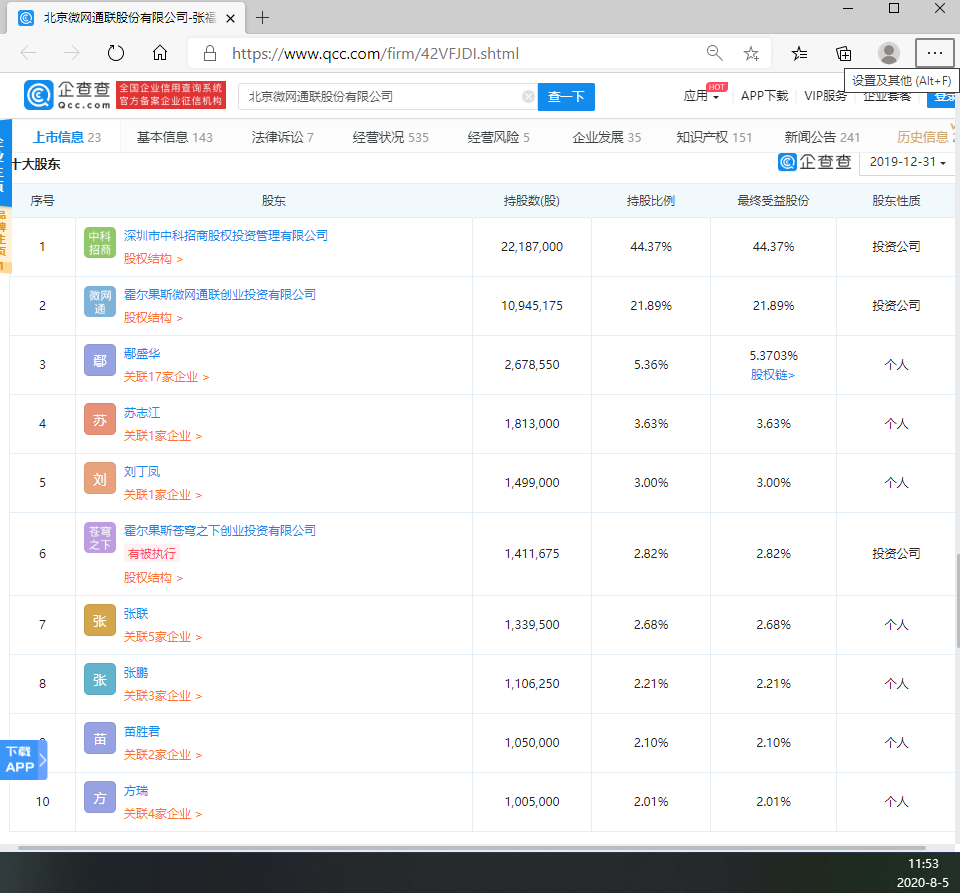 北京微网通联股份有限公司-张福
https://www.qcc.com/firm/42VFJDI.shtml
设置及其他 (Alt+F)
企查查
Qcc.com
全国企业信用查询系统
官方备案企业征信机构
北京微网通联股份有限公司
查一下
应用
HOT
APP下载
VIP服务
企业套餐
上市信息 23
基本信息 143
法律诉讼 7
经营状况 535
经营风险 5
企业发展 35
知识产权 151
新闻公告 241
历史信息
十大股东
企查查
2019-12-31
序号 股东 持股数(股) 持股比例 最终受益股份 股东性质
1 中科招商 深圳市中科招商股权投资管理有限公司 22,187,000 44.37% 44.37% 投资公司
股权结构 >
2 微网通 霍尔果斯微网通联创业投资有限公司 10,945,175 21.89% 21.89% 投资公司
股权结构 >
3 鄢 鄢盛华 2,678,550 5.36% 5.3703% 个人
关联17家企业 > 股权链>
4 苏 苏志江 1,813,000 3.63% 3.63% 个人
关联1家企业 >
5 刘 刘丁凤 1,499,000 3.00% 3.00% 个人
关联1家企业 >
6 苍穹之下 霍尔果斯苍穹之下创业投资有限公司 1,411,675 2.82% 2.82% 投资公司
有被执行
股权结构 >
7 张 张联 1,339,500 2.68% 2.68% 个人
关联5家企业 >
8 张 张鹏 1,106,250 2.21% 2.21% 个人
关联3家企业 >
苗 苗胜君 1,050,000 2.10% 2.10% 个人
关联2家企业 >
10 方 方瑞 1,005,000 2.01% 2.01% 个人
关联4家企业 >
下载
APP
11:53
2020-8-5